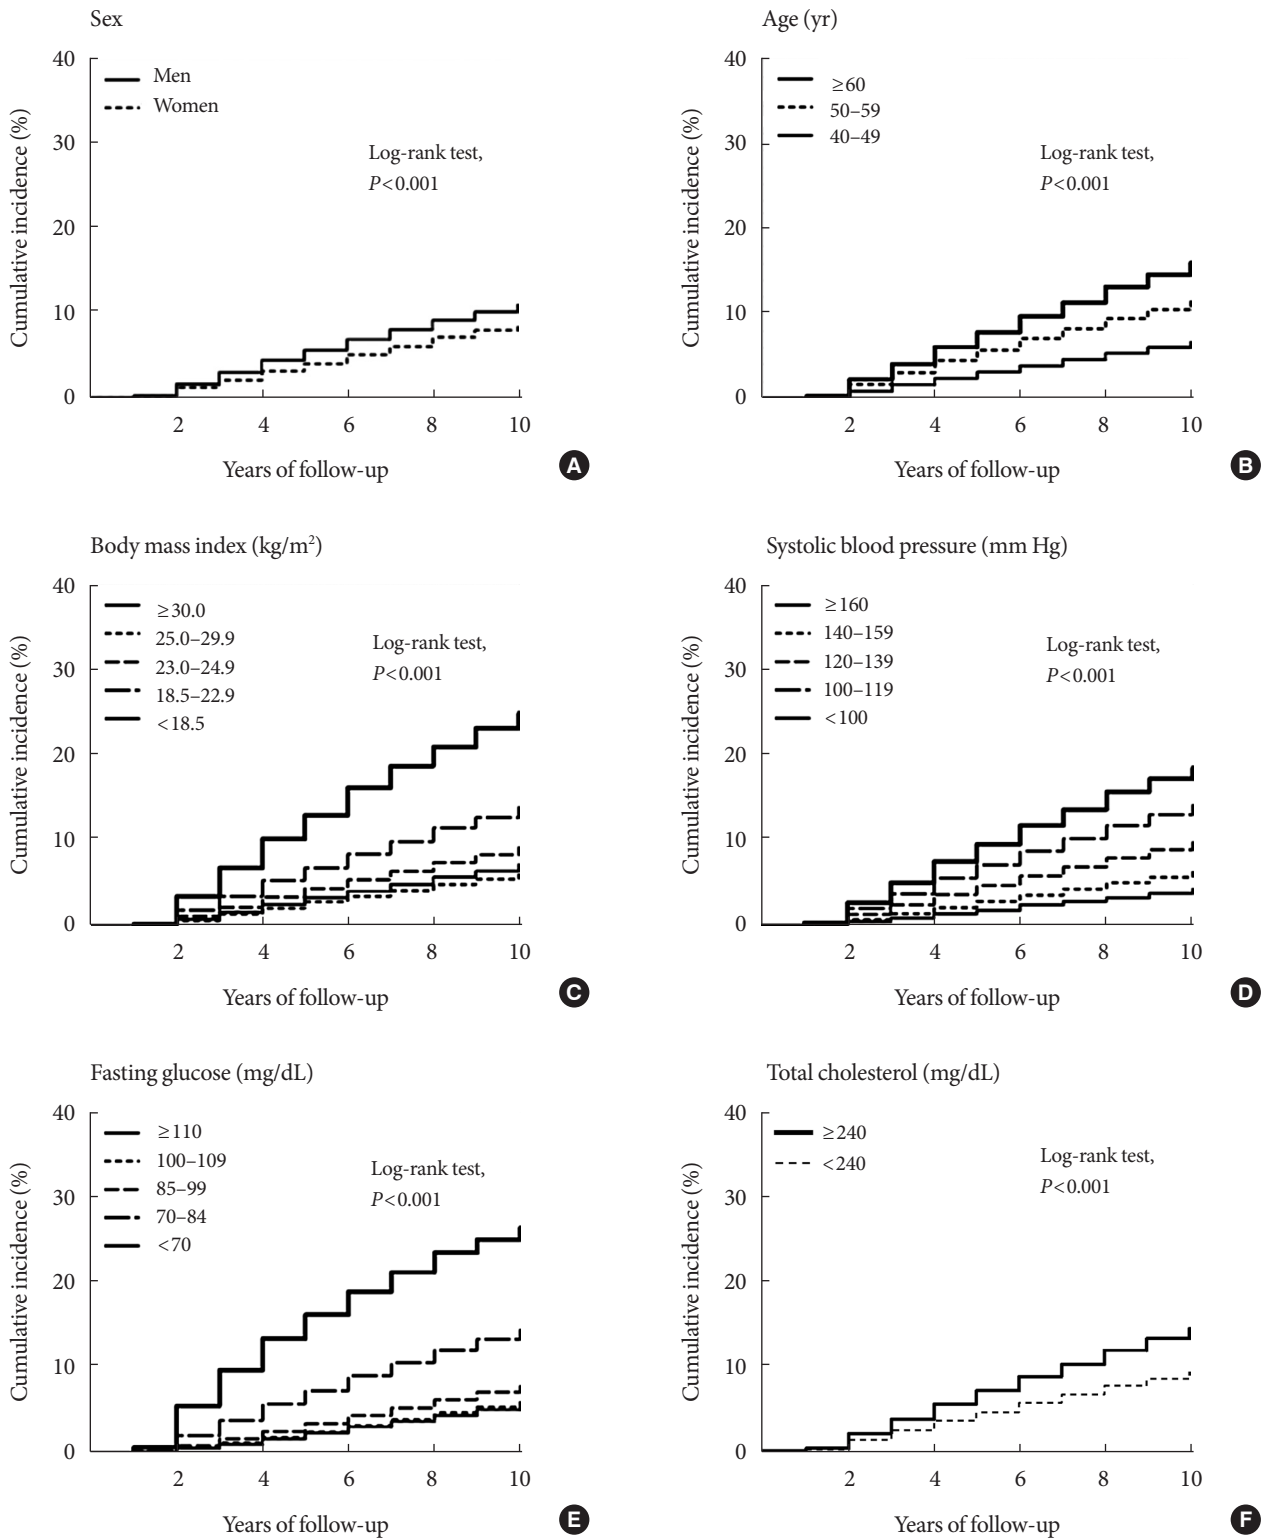 Sex
40
30
20
10
0
Cumulative incidence (%)
Men
Women
Log-rank test,
P<0.001
2 4 6 8 10
Years of follow-up
A
Age (yr)
40
30
20
10
0
Cumulative incidence (%)
≥60
50–59
40–49
Log-rank test,
P<0.001
2 4 6 8 10
Years of follow-up
B
Body mass index (kg/m²)
40
30
20
10
0
Cumulative incidence (%)
≥30.0
25.0–29.9
23.0–24.9
18.5–22.9
<18.5
Log-rank test,
P<0.001
2 4 6 8 10
Years of follow-up
C
Systolic blood pressure (mm Hg)
40
30
20
10
0
Cumulative incidence (%)
≥160
140–159
120–139
100–119
<100
Log-rank test,
P<0.001
2 4 6 8 10
Years of follow-up
D
Fasting glucose (mg/dL)
40
30
20
10
0
Cumulative incidence (%)
≥110
100–109
85–99
70–84
<70
Log-rank test,
P<0.001
2 4 6 8 10
Years of follow-up
E
Total cholesterol (mg/dL)
40
30
20
10
0
Cumulative incidence (%)
≥240
<240
Log-rank test,
P<0.001
2 4 6 8 10
Years of follow-up
F